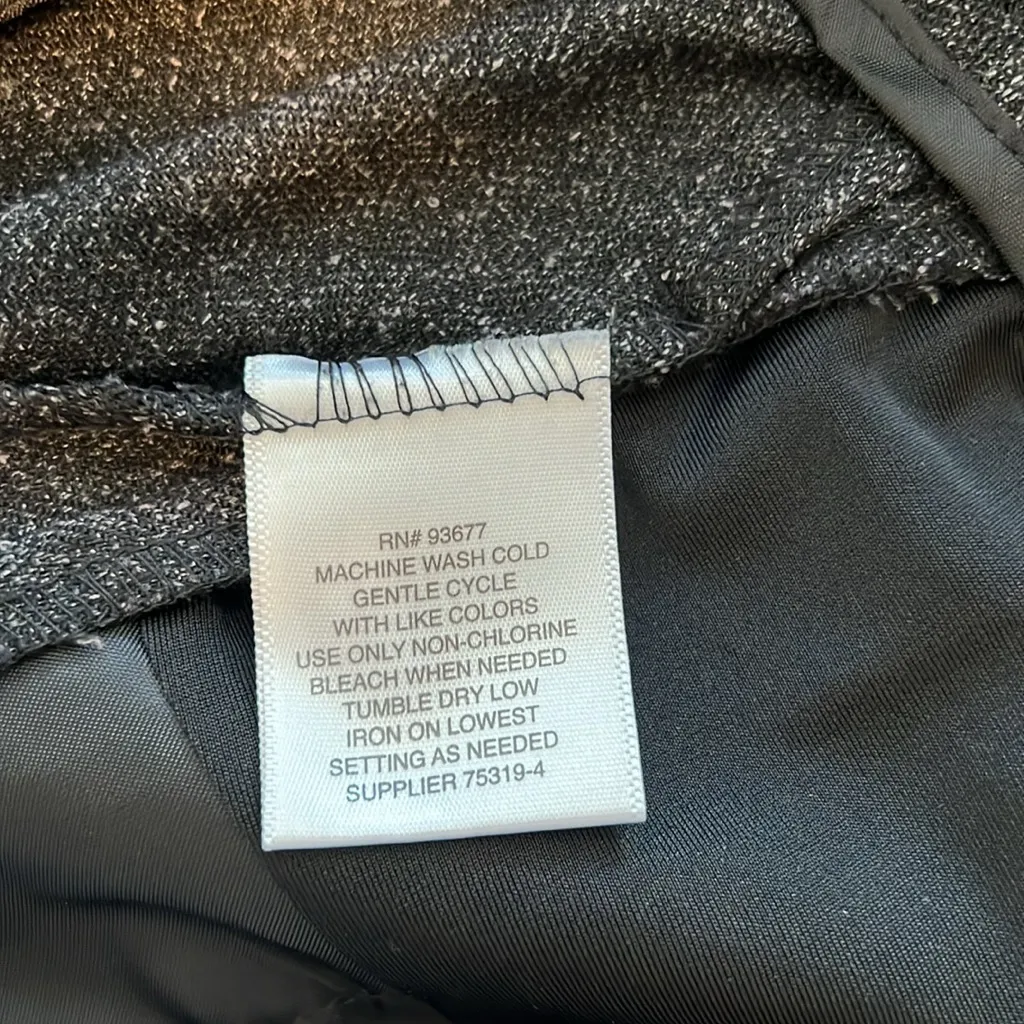 RN# 93677
MACHINE WASH COLD
GENTLE CYCLE
WITH LIKE COLORS
USE ONLY NON-CHLORINE
BLEACH WHEN NEEDED
TUMBLE DRY LOW
IRON ON LOWEST
SETTING AS NEEDED
SUPPLIER 75319-4